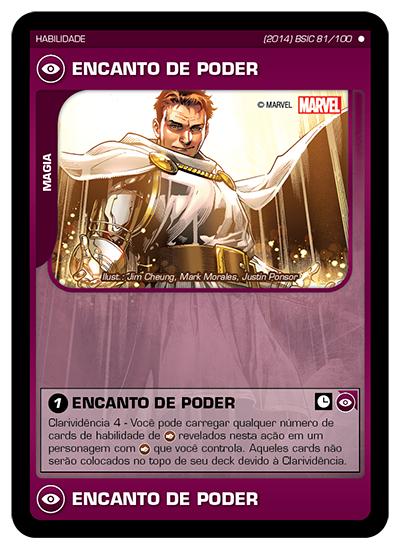 HABILIDADE (2014) BSIC 81/100
ENCANTO DE PODER
© MARVEL MARVEL
MAGIA
Ilust.: Jim Cheung, Mark Morales, Justin Ponsor
1 ENCANTO DE PODER
Clarividência 4 - Você pode carregar qualquer número de
cards de habilidade de revelados nesta ação em um
personagem com que você controla. Aqueles cards não
serão colocados no topo de seu deck devido à Clarividência.
ENCANTO DE PODER